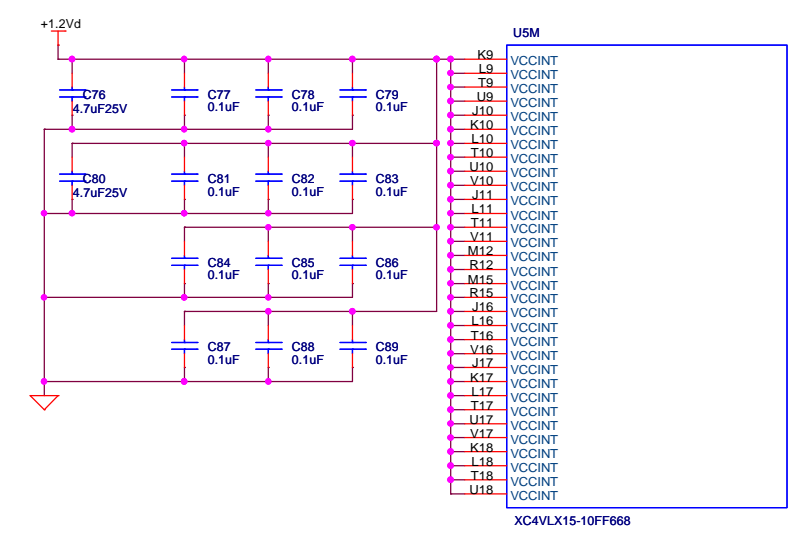 +1.2Vd
U5M
C76
4.7uF25V
C77
0.1uF
C78
0.1uF
C79
0.1uF
C80
4.7uF25V
C81
0.1uF
C82
0.1uF
C83
0.1uF
C84
0.1uF
C85
0.1uF
C86
0.1uF
C87
0.1uF
C88
0.1uF
C89
0.1uF
K9 VCCINT
L9 VCCINT
T9 VCCINT
U9 VCCINT
J10 VCCINT
K10 VCCINT
L10 VCCINT
T10 VCCINT
U10 VCCINT
V10 VCCINT
J11 VCCINT
L11 VCCINT
T11 VCCINT
V11 VCCINT
M12 VCCINT
R12 VCCINT
M15 VCCINT
R15 VCCINT
J16 VCCINT
L16 VCCINT
T16 VCCINT
V16 VCCINT
J17 VCCINT
K17 VCCINT
L17 VCCINT
T17 VCCINT
U17 VCCINT
V17 VCCINT
K18 VCCINT
L18 VCCINT
T18 VCCINT
U18 VCCINT
XC4VLX15-10FF668